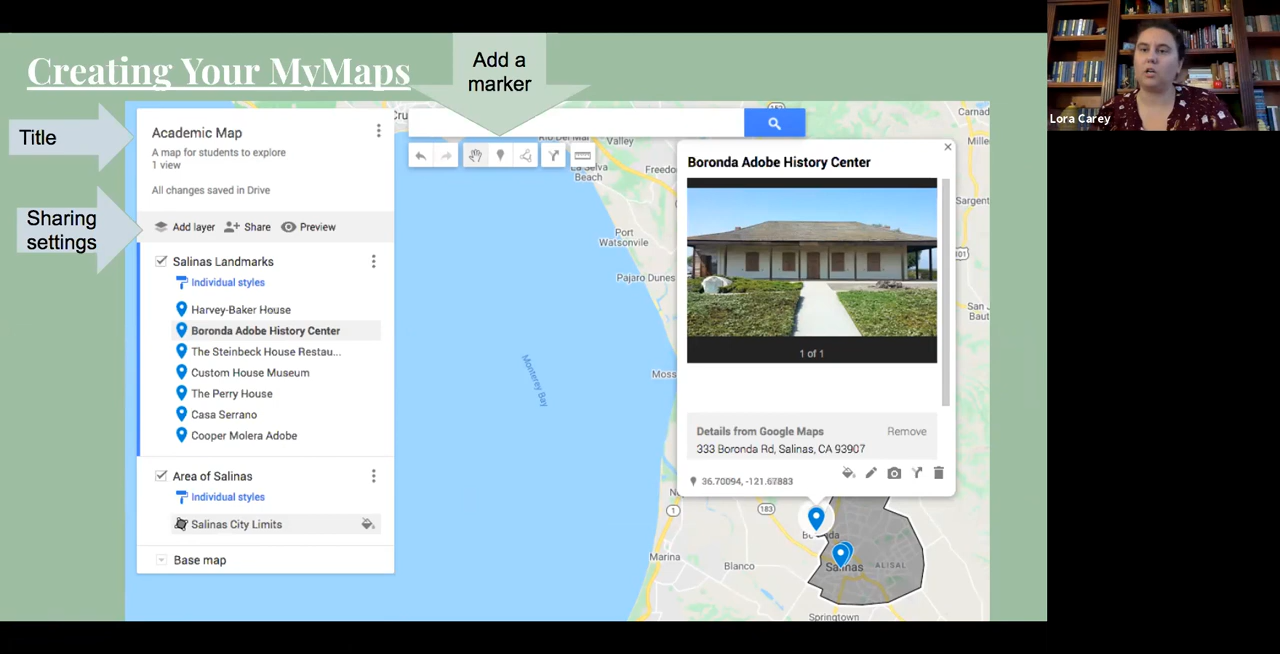 Creating Your MyMaps
Add a
marker
Title
Sharing
settings
Academic Map
A map for students to explore
1 view
All changes saved in Drive
Add layer
Share
Preview
Salinas Landmarks
Individual styles
Harvey-Baker House
Boronda Adobe History Center
The Steinbeck House Restau...
Custom House Museum
The Perry House
Casa Serrano
Cooper Molera Adobe
Area of Salinas
Individual styles
Salinas City Limits
Base map
Cru
Rio Del Mar
Valley
La Selva
Beach
Freedo
Port
Watsonville
Pajaro Dunes
Monterey Bay
Moss
1
183
Marina
Blanco
Salinas
ALISAL
Springtown
Boronda Adobe History Center
1 of 1
Details from Google Maps
Remove
333 Boronda Rd, Salinas, CA 93907
36.70094, -121.67883
Carnad
Mille
Sargent
101
San J
Baut
Lora Carey